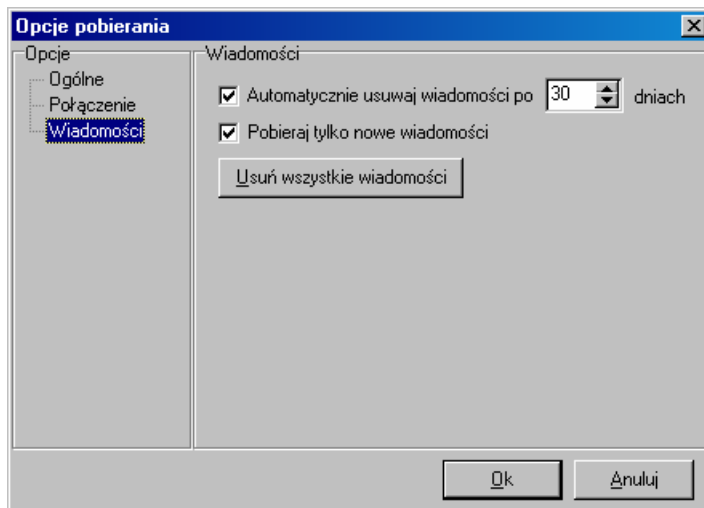 Opcje pobierania
Opcje
Ogólne
Połączenie
Wiadomości
Wiadomości
Automatycznie usuwaj wiadomości po 30 dniach
Pobieraj tylko nowe wiadomości
Usuń wszystkie wiadomości
Ok Anuluj